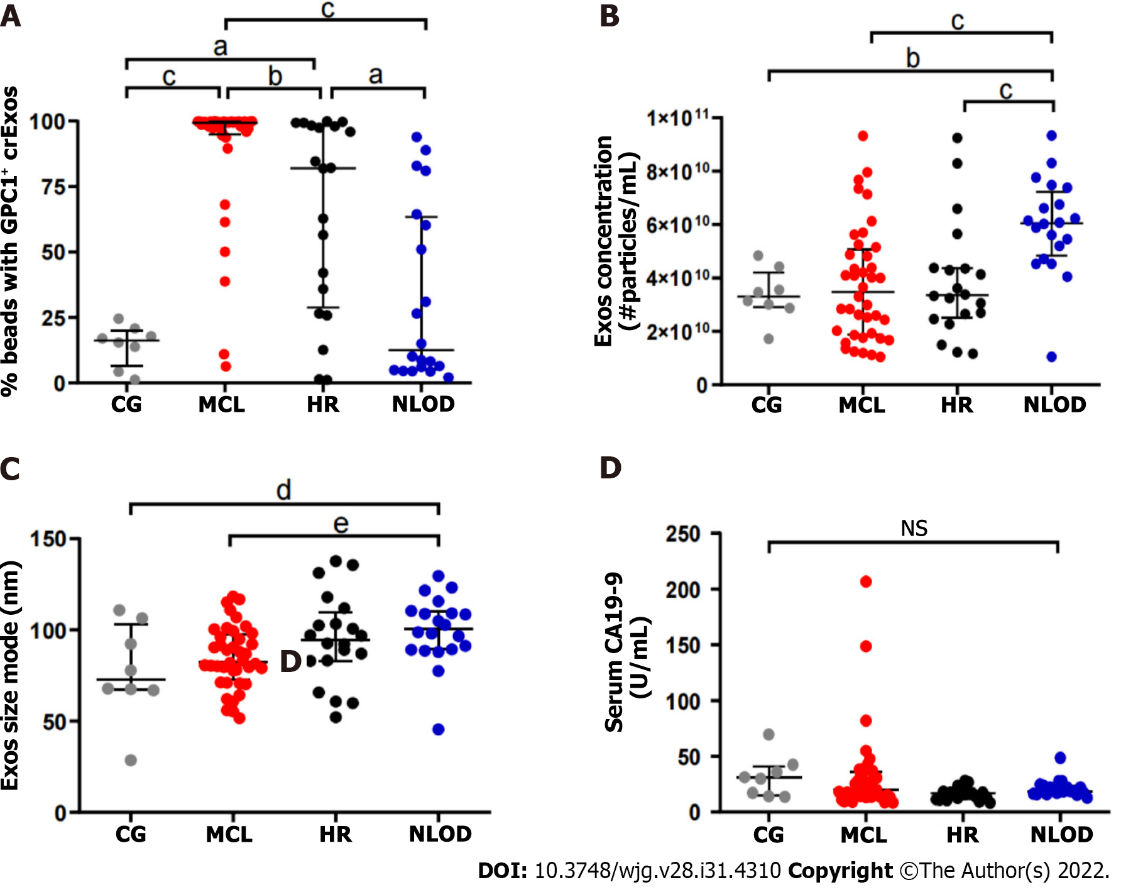 A
c
a
c
b
a
% beads with GPC1+ crExos
100
75
50
25
0
CG MCL HR NLOD
B
c
b
c
Exos concentration
(#particles/mL)
1×10¹¹
8×10¹⁰
6×10¹⁰
4×10¹⁰
2×10¹⁰
0
CG MCL HR NLOD
C
d
e
Exos size mode (nm)
150
100
50
0
D
CG MCL HR NLOD
D
NS
Serum CA19-9
(U/mL)
250
200
150
100
50
0
CG MCL HR NLOD
DOI: 10.3748/wjg.v28.i31.4310 Copyright ©The Author(s) 2022.